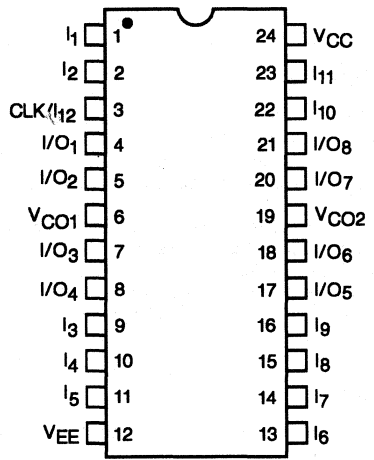 I₁ 1 24 VCC
I₂ 2 23 I₁₁
CLK/I₁₂ 3 22 I₁₀
I/O₁ 4 21 I/O₈
I/O₂ 5 20 I/O₇
VCO1 6 19 VCO2
I/O₃ 7 18 I/O₆
I/O₄ 8 17 I/O₅
I₃ 9 16 I₉
I₄ 10 15 I₈
I₅ 11 14 I₇
VEE 12 13 I₆